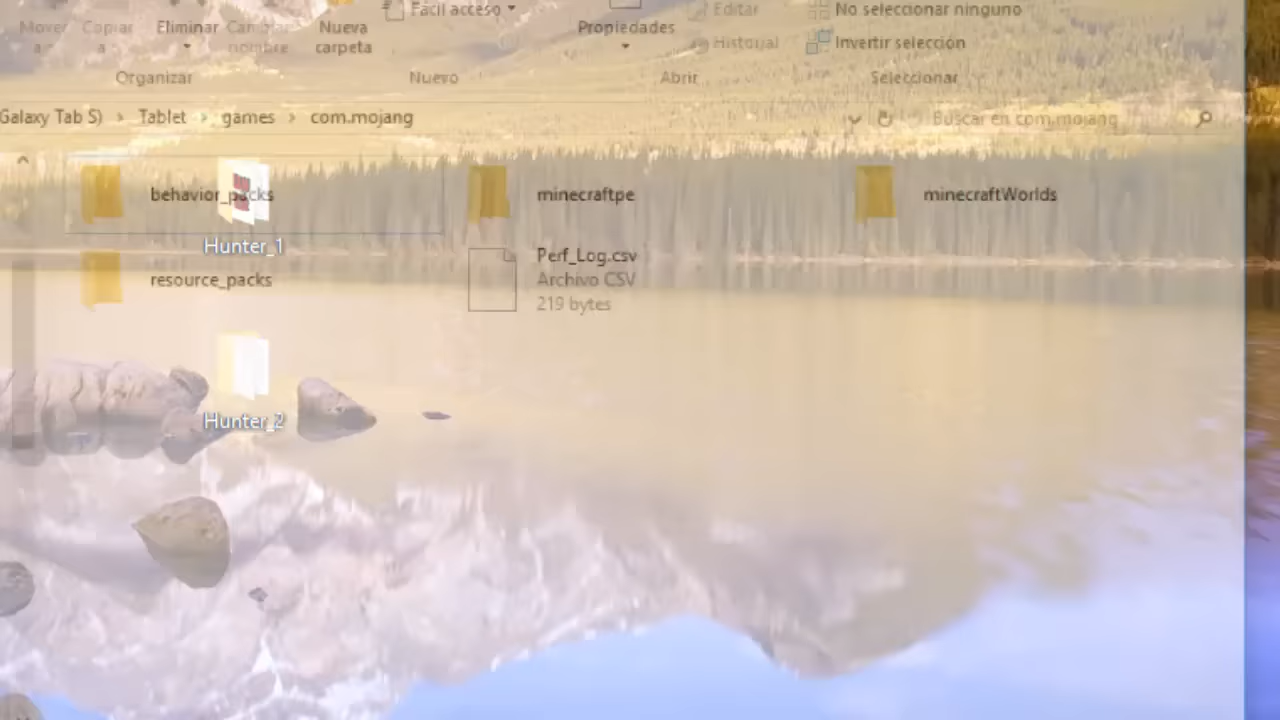 Mover a
Copiar a
Eliminar
Cambiar nombre
Nueva carpeta
Fácil acceso
Propiedades
Editar
Historial
No seleccionar ninguno
Invertir selección
Organizar
Nuevo
Abrir
Seleccionar
Galaxy Tab S) > Tablet > games > com.mojang
Buscar en com.mojang
behavior_packs
minecraftpe
minecraftWorlds
Hunter_1
resource_packs
Perf_Log.csv
Archivo CSV
219 bytes
Hunter_2